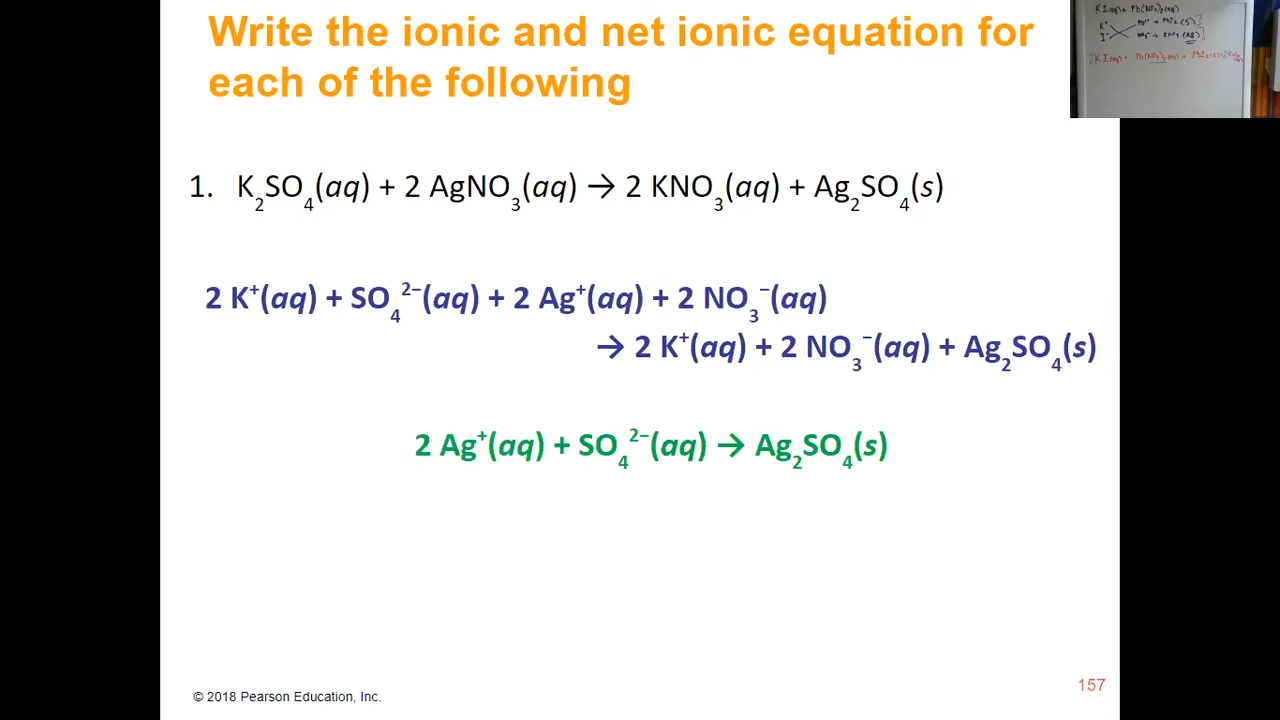 Write the ionic and net ionic equation for
each of the following
1. K₂SO₄(aq) + 2 AgNO₃(aq) → 2 KNO₃(aq) + Ag₂SO₄(s)
2 K⁺(aq) + SO₄²⁻(aq) + 2 Ag⁺(aq) + 2 NO₃⁻(aq)
→ 2 K⁺(aq) + 2 NO₃⁻(aq) + Ag₂SO₄(s)
2 Ag⁺(aq) + SO₄²⁻(aq) → Ag₂SO₄(s)
© 2018 Pearson Education, Inc.
157